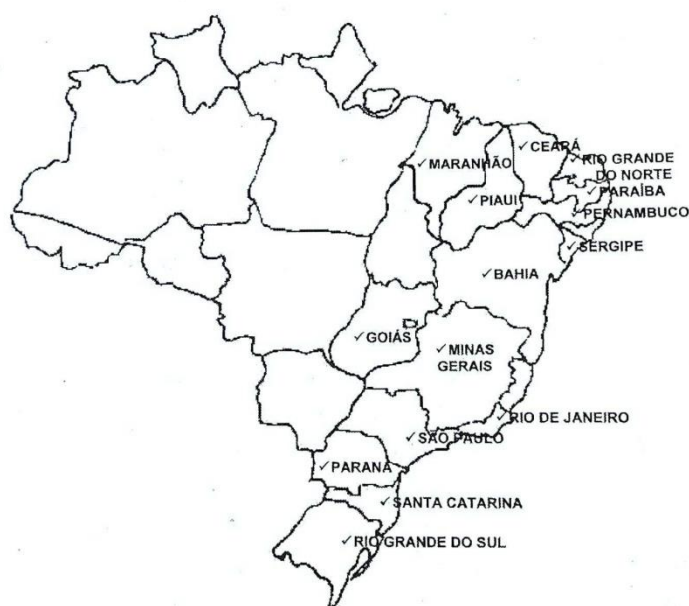 ✓CEARÁ
✓MARANHÃO
✓RIO GRANDE
DO NORTE
✓PIAUI
✓PARAÍBA
✓PERNAMBUCO
✓SERGIPE
✓BAHIA
✓GOIÁS
✓MINAS
GERAIS
✓RIO DE JANEIRO
✓SÃO PAULO
✓PARANÁ
✓SANTA CATARINA
✓RIO GRANDE DO SUL